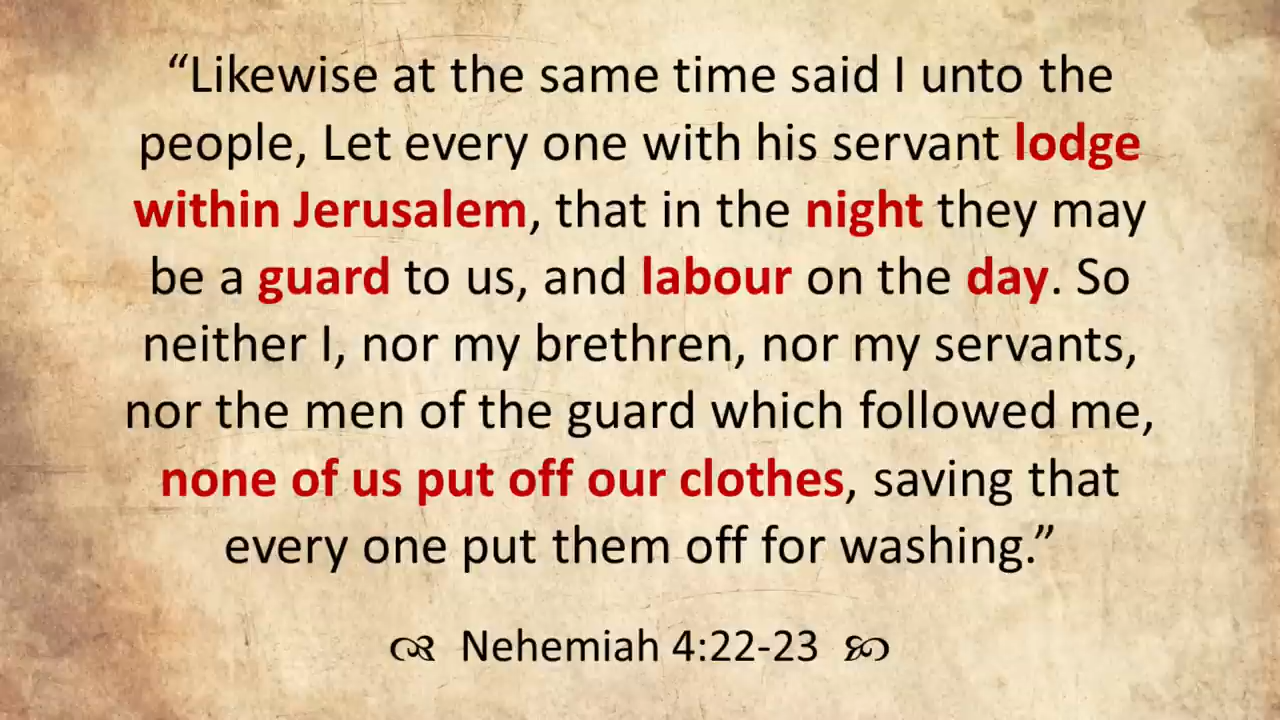 “Likewise at the same time said I unto the
people, Let every one with his servant lodge
within Jerusalem, that in the night they may
be a guard to us, and labour on the day. So
neither I, nor my brethren, nor my servants,
nor the men of the guard which followed me,
none of us put off our clothes, saving that
every one put them off for washing.”
Nehemiah 4:22-23